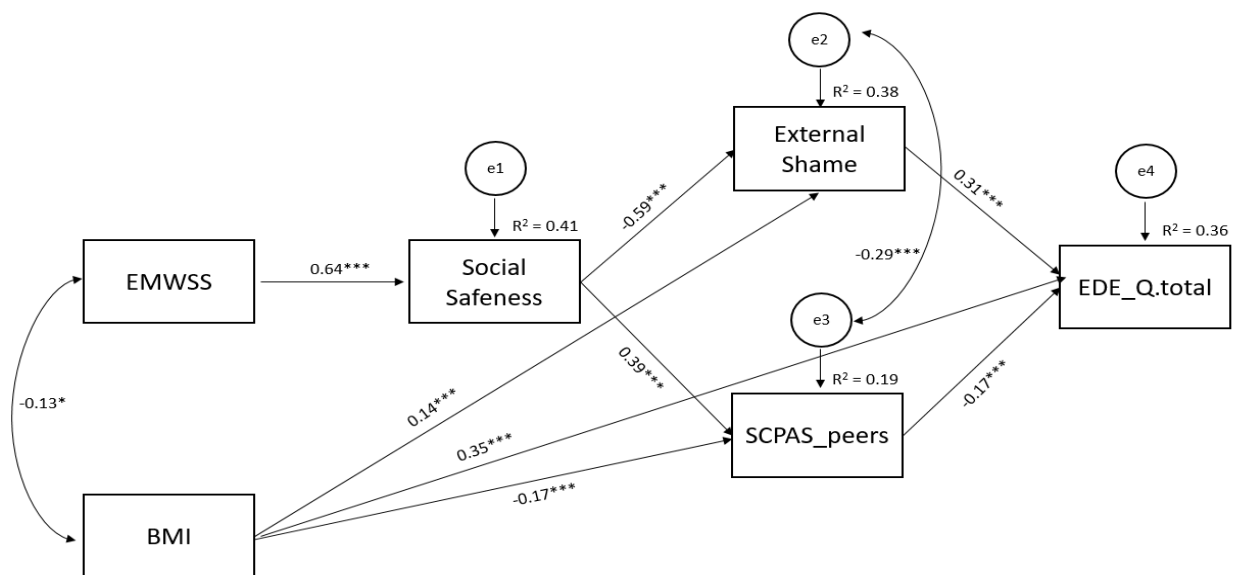 e2
R² = 0.38
External
Shame
e1
R² = 0.41
Social
Safeness
EMWSS
0.64***
-0.59***
0.31***
e4
R² = 0.36
EDE_Q.total
-0.29***
e3
R² = 0.19
SCPAS_peers
0.39***
-0.17***
-0.13*
0.14***
0.35***
-0.17***
BMI